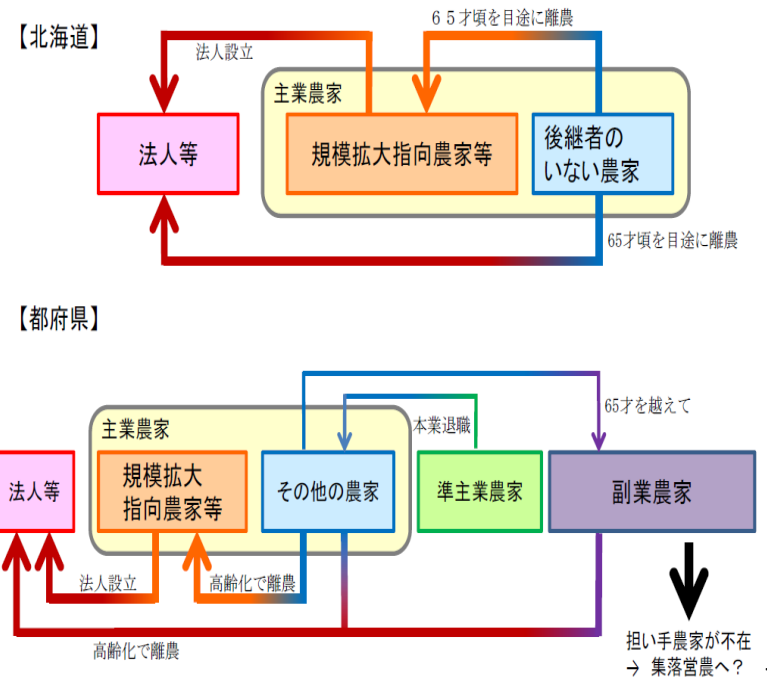 【北海道】
法人設立
６５才頃を目途に離農
主業農家
法人等
規模拡大指向農家等
後継者の
いない農家
65才頃を目途に離農
【都府県】
65才を越えて
本業退職
主業農家
法人等
規模拡大
指向農家等
その他の農家
準主業農家
副業農家
法人設立
高齢化で離農
高齢化で離農
担い手農家が不在
→ 集落営農へ？